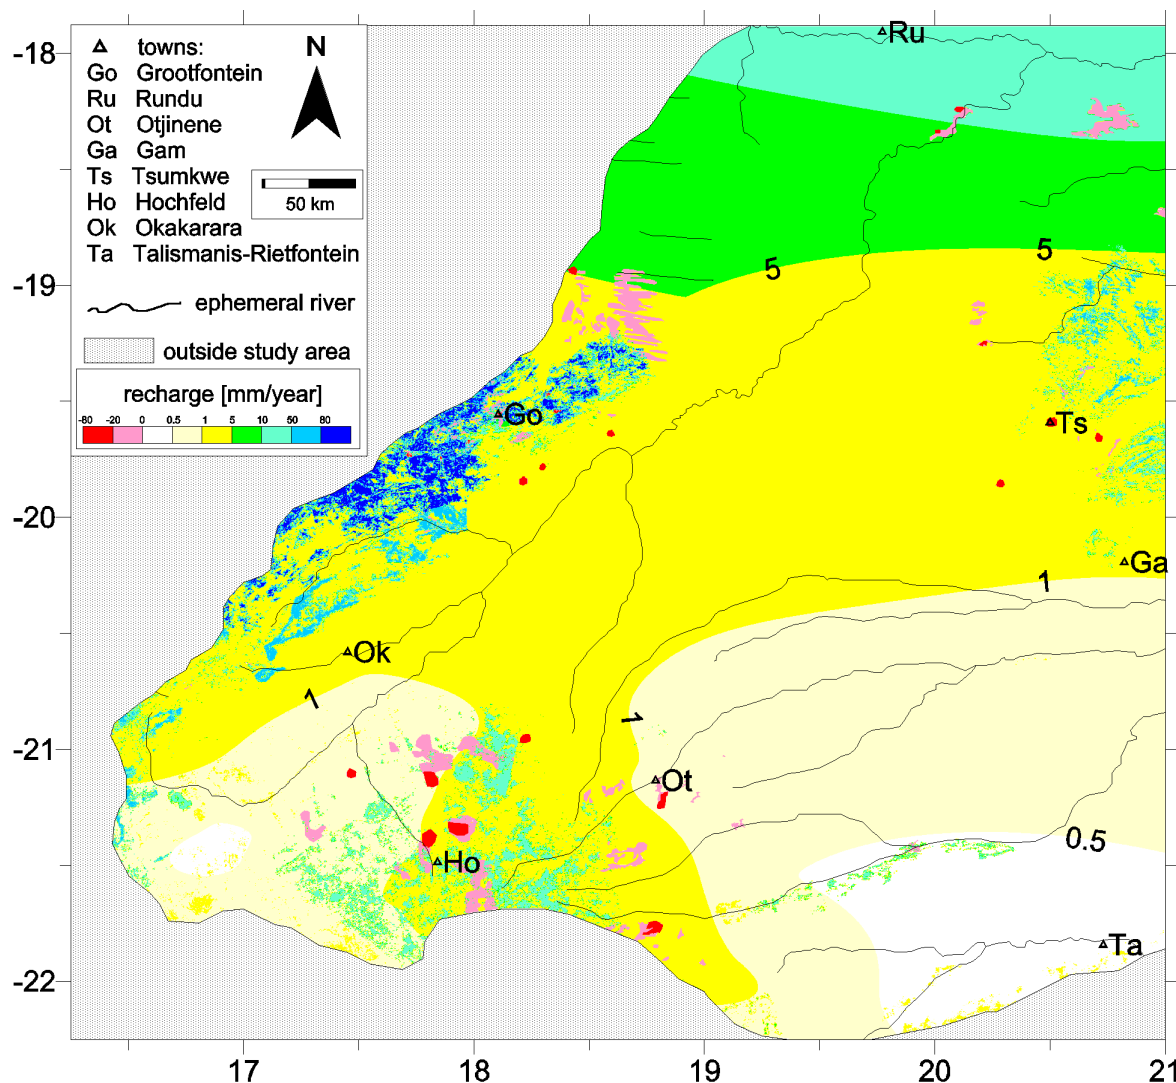 towns:
N
Go Grootfontein
Ru Rundu
Ot Otjinene
Ga Gam
Ts Tsumkwe
Ho Hochfeld
Ok Okakarara
Ta Talismanis-Rietfontein
50 km
ephemeral river
outside study area
recharge [mm/year]
-80 -20 0 0.5 1 5 10 50 80
-18
-19
-20
-21
-22
17 18 19 20 21
Ru
5
5
Go
Ts
Ga
1
Ok
1
1
Ot
0.5
Ho
Ta